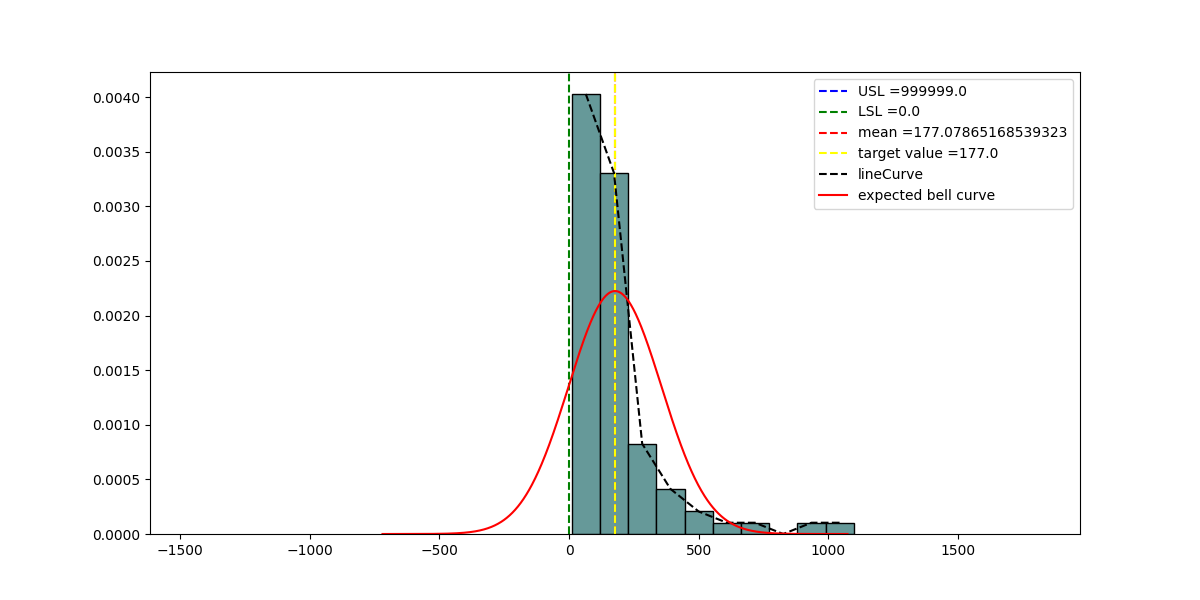 USL =999999.0
LSL =0.0
mean =177.07865168539323
target value =177.0
lineCurve
expected bell curve
0.0040
0.0035
0.0030
0.0025
0.0020
0.0015
0.0010
0.0005
0.0000
−1500 −1000 −500 0 500 1000 1500